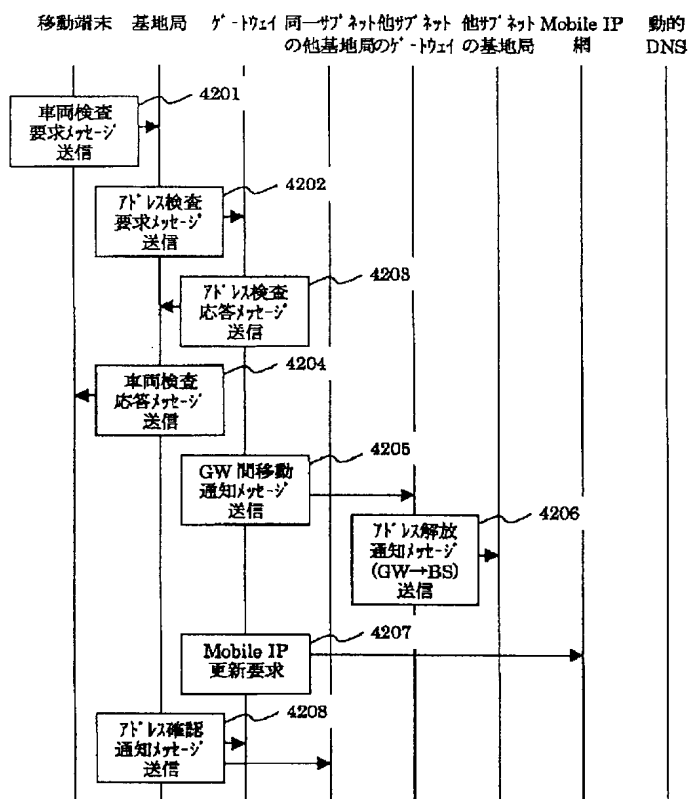 移動端末 基地局 ｹﾞｰﾄｳｪｲ 同一ｻﾌﾞﾈｯﾄ 他ｻﾌﾞﾈｯﾄ 他ｻﾌﾞﾈｯﾄ Mobile IP 動的
の他基地局 のｹﾞｰﾄｳｪｲ の基地局 網 DNS
4201
車両検査
要求ﾒｯｾｰｼﾞ
送信
4202
ｱﾄﾞﾚｽ検査
要求ﾒｯｾｰｼﾞ
送信
4203
ｱﾄﾞﾚｽ検査
応答ﾒｯｾｰｼﾞ
送信
4204
車両検査
応答ﾒｯｾｰｼﾞ
送信
4205
GW 間移動
通知ﾒｯｾｰｼﾞ
送信
4206
ｱﾄﾞﾚｽ解放
通知ﾒｯｾｰｼﾞ
(GW→BS)
送信
4207
Mobile IP
更新要求
4208
ｱﾄﾞﾚｽ確認
通知ﾒｯｾｰｼﾞ
送信